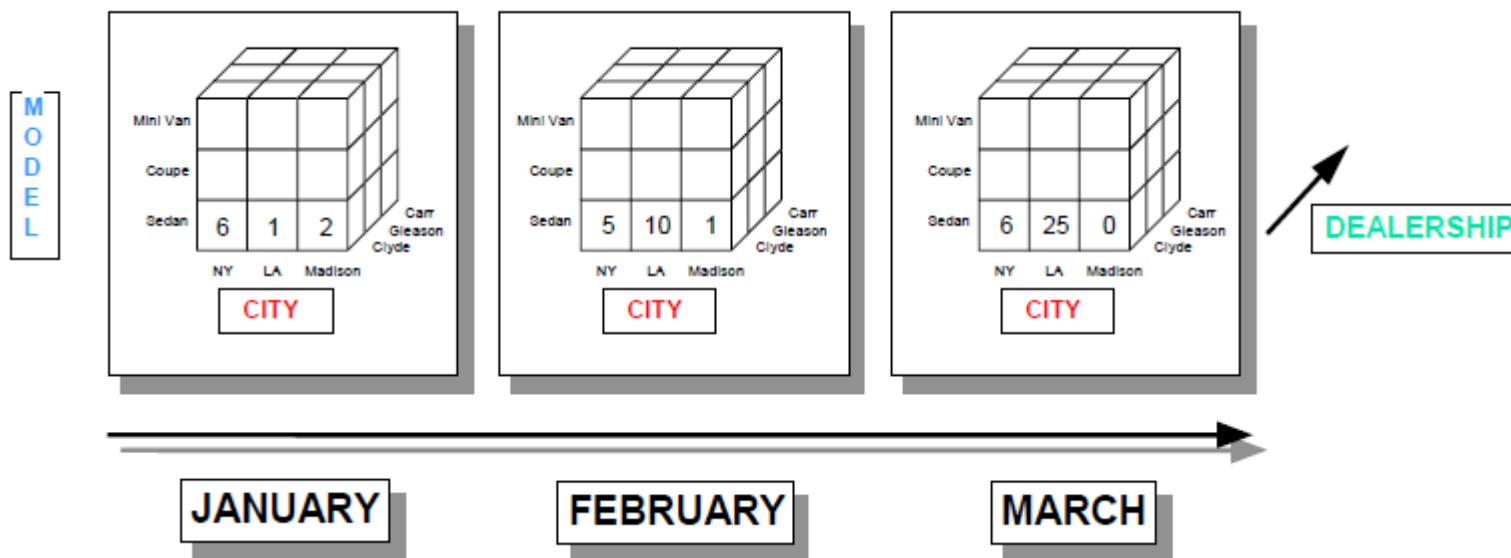 MODEL
Mini Van
Coupe
Sedan
6 1 2
Carr
Gleason
Clyde
NY LA Madison
CITY
Mini Van
Coupe
Sedan
5 10 1
Carr
Gleason
Clyde
NY LA Madison
CITY
Mini Van
Coupe
Sedan
6 25 0
Carr
Gleason
Clyde
NY LA Madison
CITY
DEALERSHIP
JANUARY
FEBRUARY
MARCH